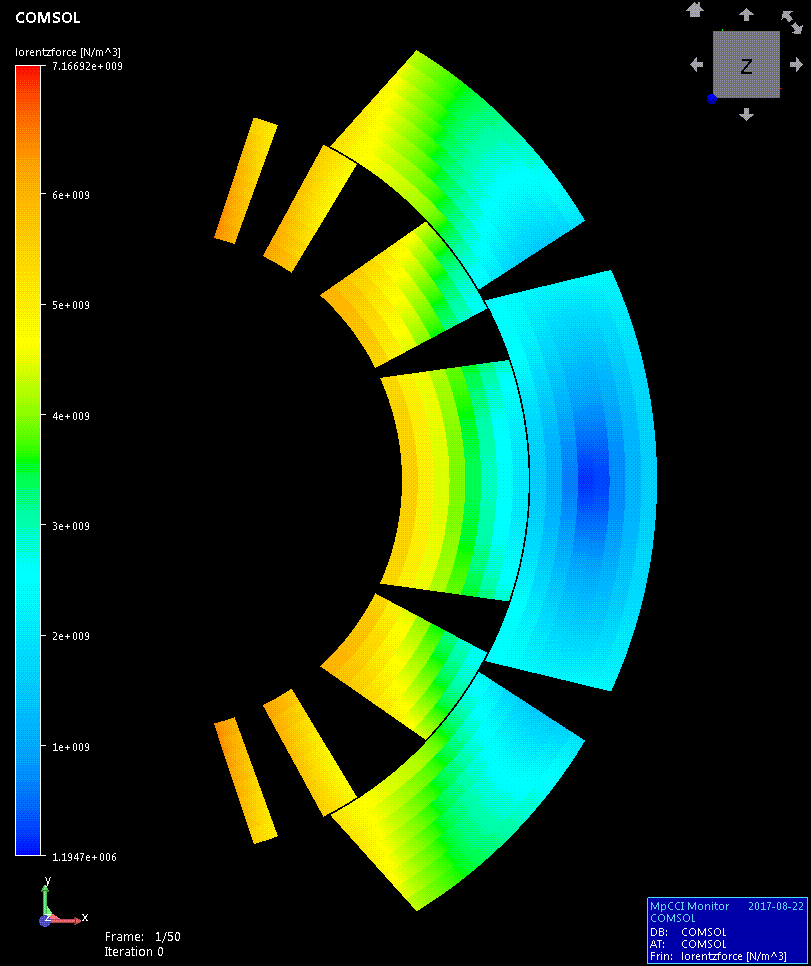 COMSOL
lorentzforce [N/m^3]
7.16692e+009
6e+009
5e+009
4e+009
3e+009
2e+009
1e+009
1.1947e+006
Z
y
z
x
Frame: 1/50
Iteration 0
MpCCI Monitor 2017-08-22
COMSOL
DB: COMSOL
AT: COMSOL
Frin: lorentzforce [N/m^3]